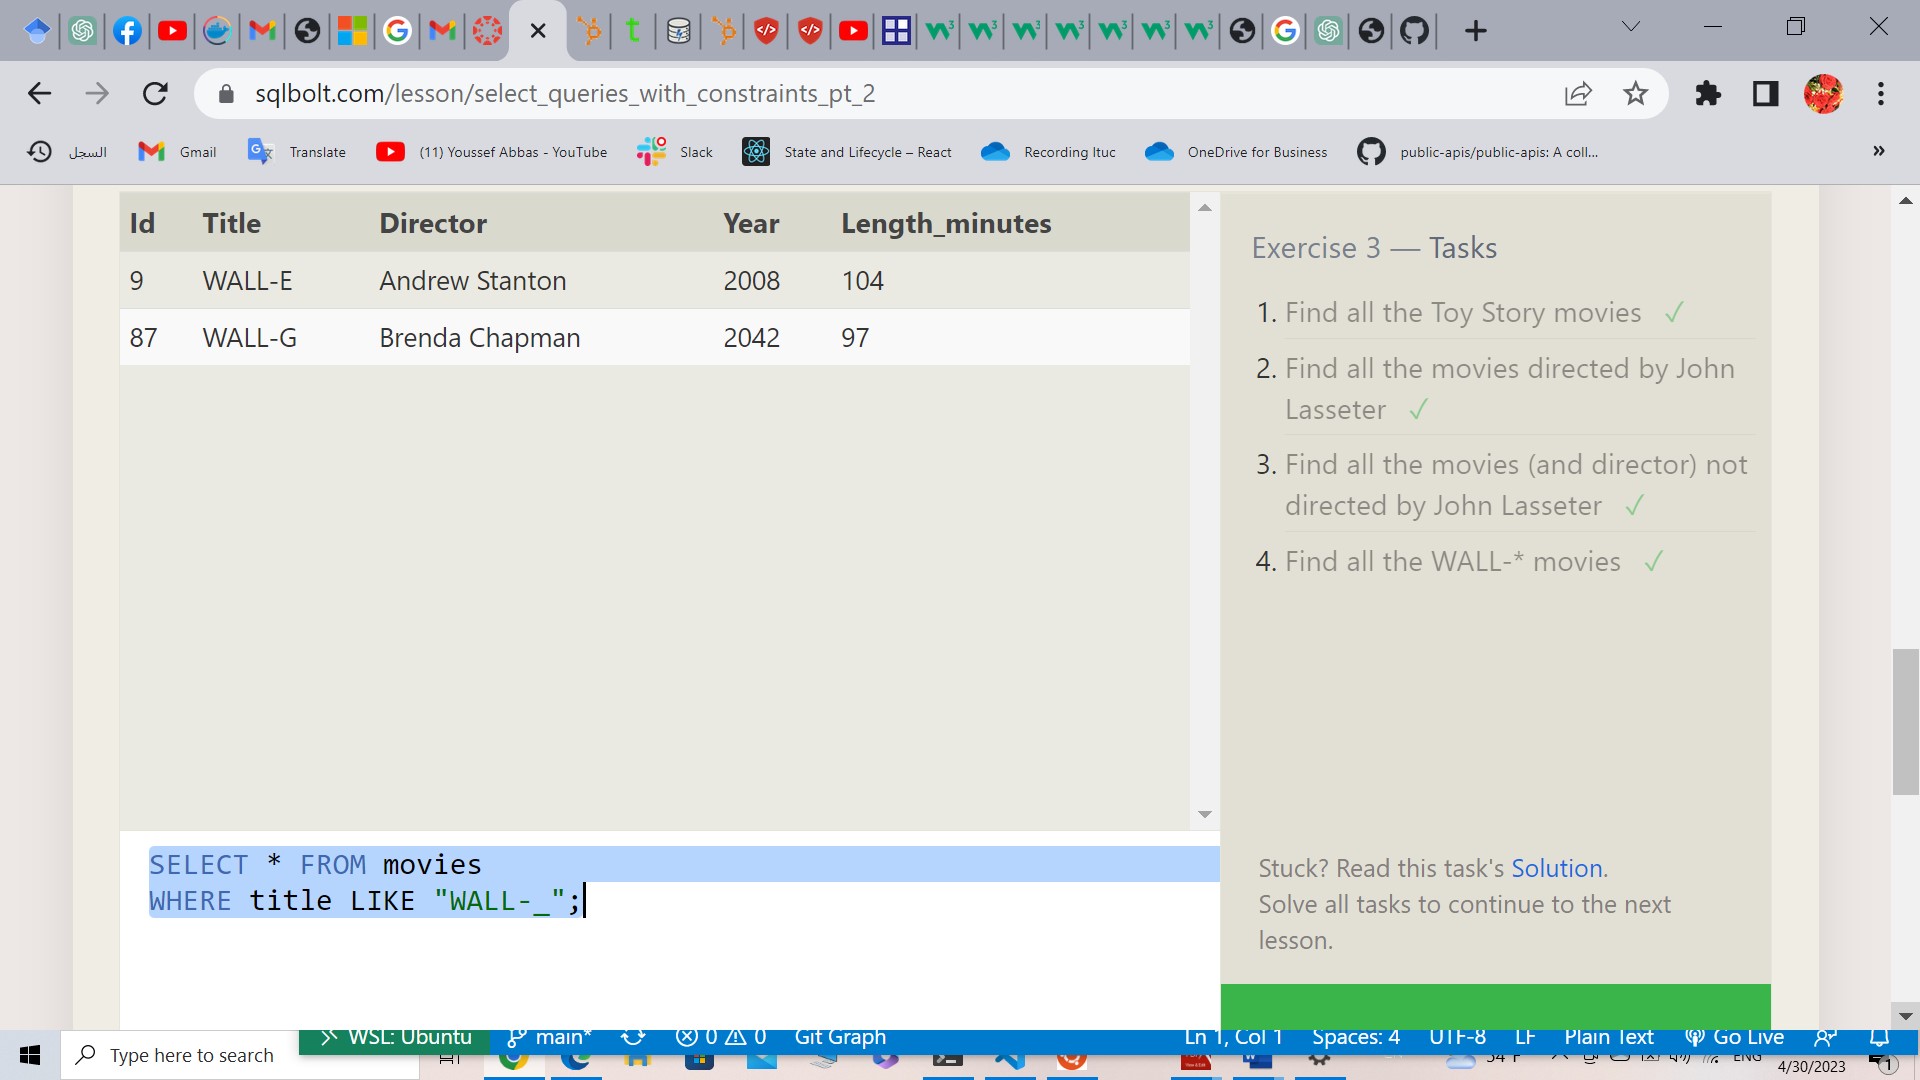 sqlbolt.com/lesson/select_queries_with_constraints_pt_2
السجل
Gmail
Translate
(11) Youssef Abbas - YouTube
Slack
State and Lifecycle – React
Recording Ituc
OneDrive for Business
public-apis/public-apis: A coll...
»
Id Title Director Year Length_minutes
9 WALL-E Andrew Stanton 2008 104
87 WALL-G Brenda Chapman 2042 97
Exercise 3 — Tasks
1. Find all the Toy Story movies ✓
2. Find all the movies directed by John
Lasseter ✓
3. Find all the movies (and director) not
directed by John Lasseter ✓
4. Find all the WALL-* movies ✓
Stuck? Read this task's Solution.
Solve all tasks to continue to the next
lesson.
SELECT * FROM movies
WHERE title LIKE "WALL-_";
WSL: Ubuntu main* 0 0 Git Graph Ln 1, Col 1 Spaces: 4 UTF-8 LF Plain Text Go Live
Type here to search
54°F ENG
4/30/2023
1